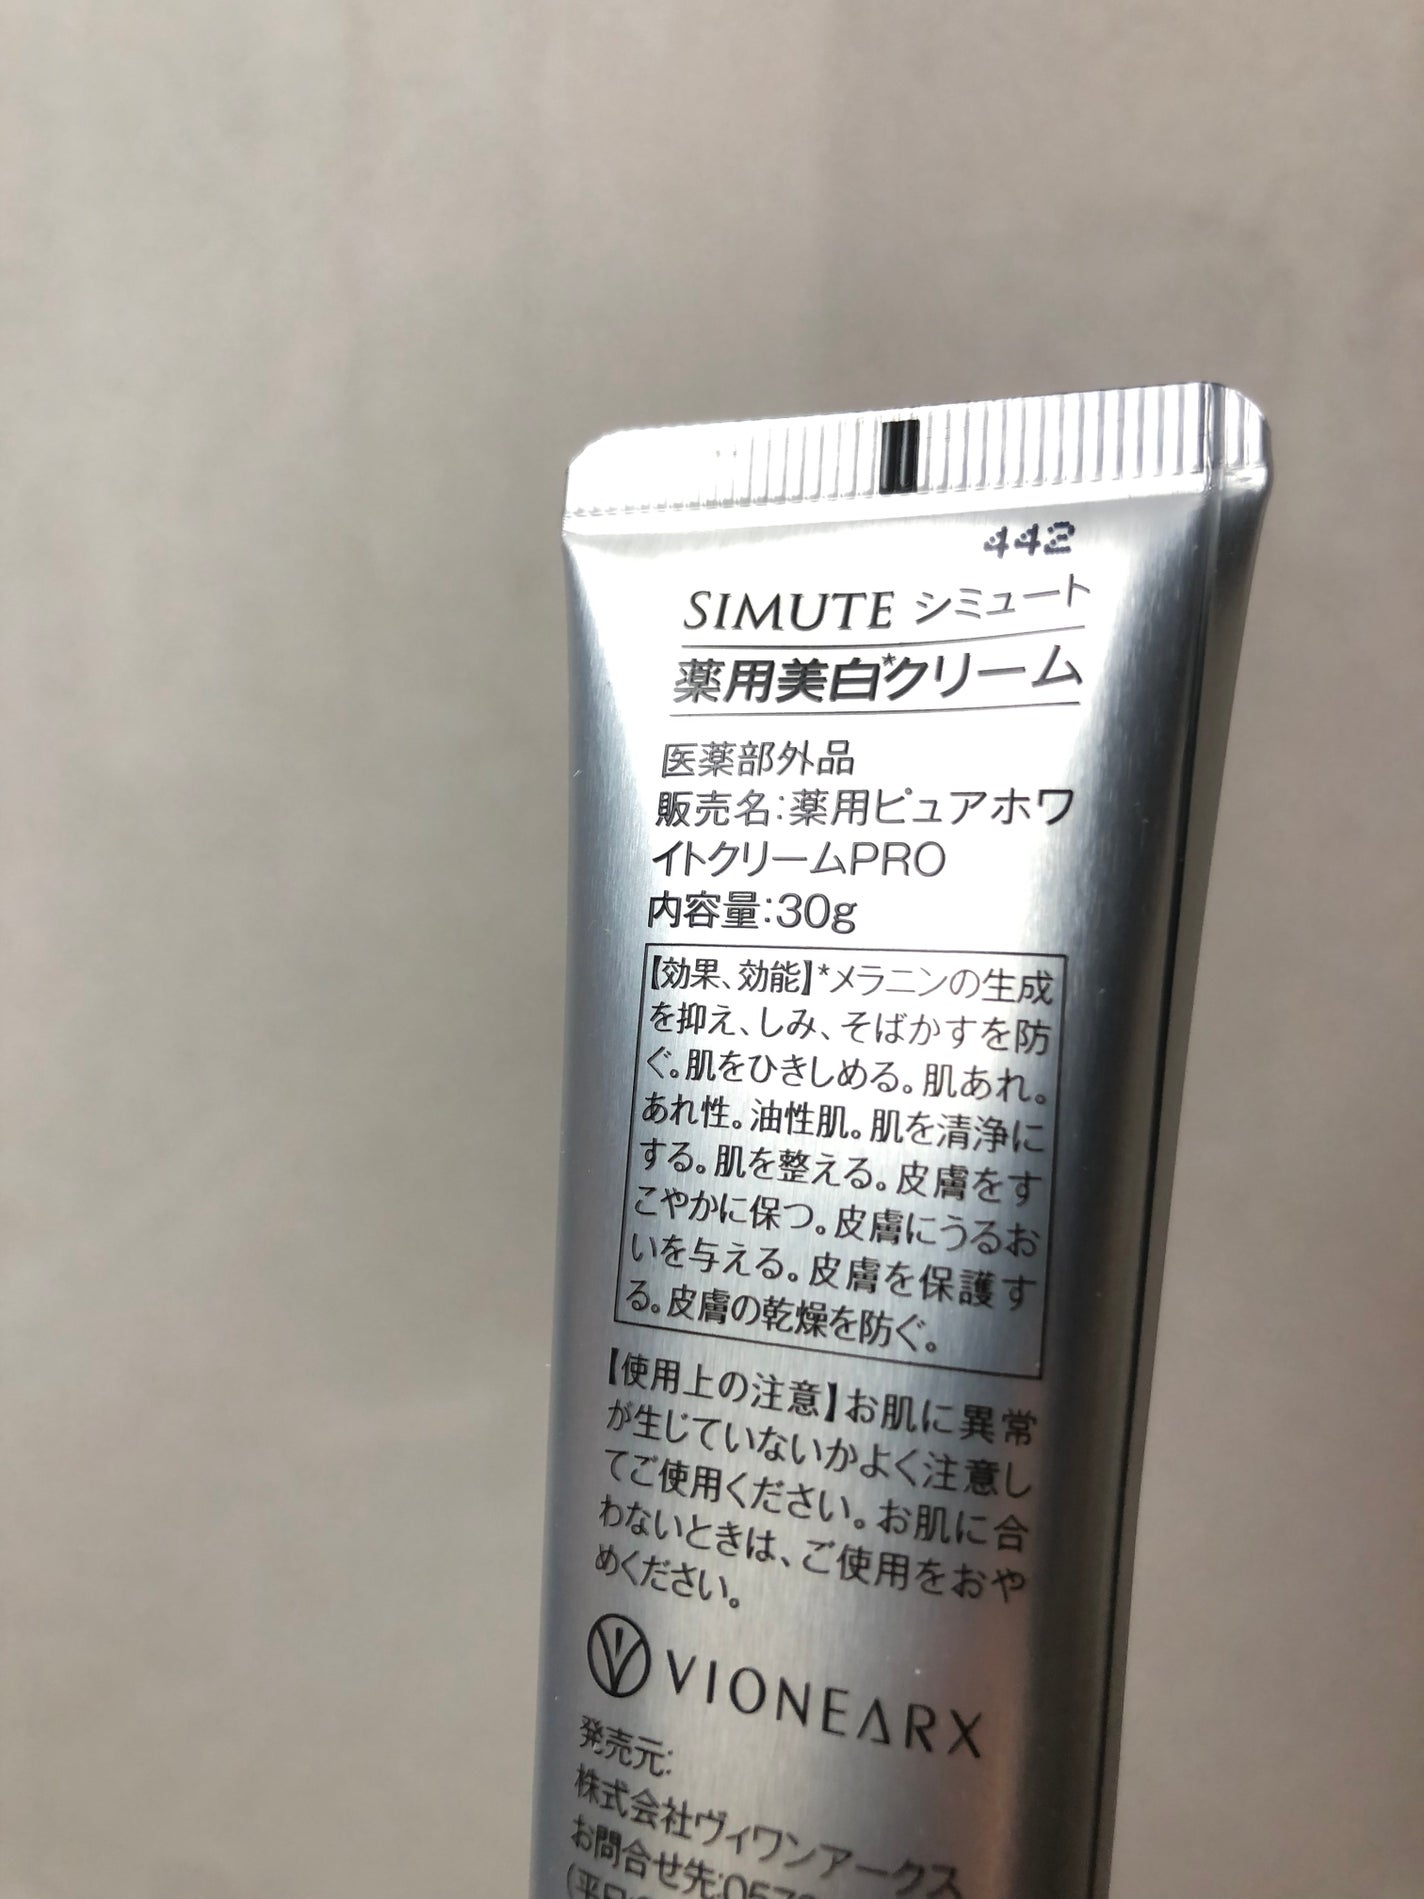 442
SIMUTE シミュート
薬用美白*クリーム
医薬部外品
販売名:薬用ピュアホワ
イトクリームPRO
内容量:30g
【効果、効能】*メラニンの生成
を抑え、しみ、そばかすを防
ぐ。肌をひきしめる。肌あれ。
あれ性。油性肌。肌を清浄に
する。肌を整える。皮膚をす
こやかに保つ。皮膚にうるお
いを与える。皮膚を保護す
る。皮膚の乾燥を防ぐ。
【使用上の注意】お肌に異常
が生じていないかよく注意し
てご使用ください。お肌に合
わないときは、ご使用をおや
めください。
VIONEARX
発売元:
株式会社ヴィワンアークス
お問合せ先: